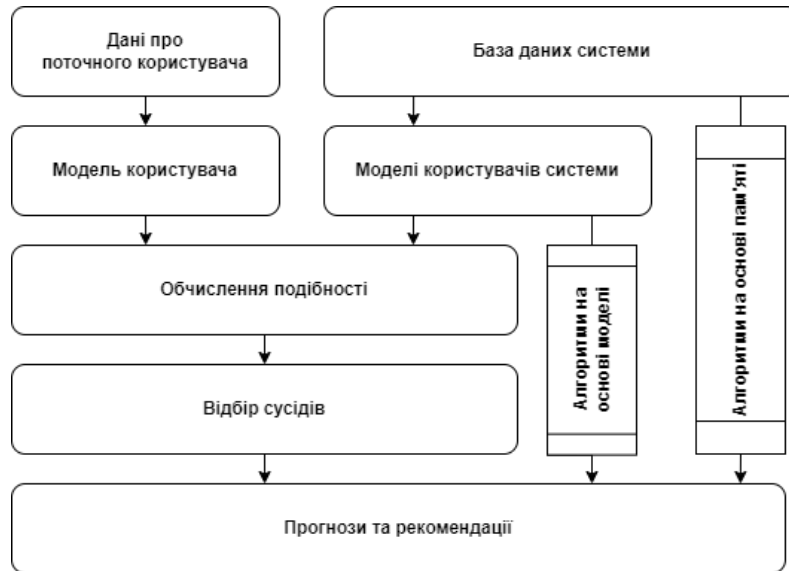 Дані про
поточного користувача
База даних системи
Модель користувача
Моделі користувачів системи
Обчислення подібності
Відбір сусідів
Алгоритми на
основі моделі
Алгоритми на основі пам'яті
Прогнози та рекомендації